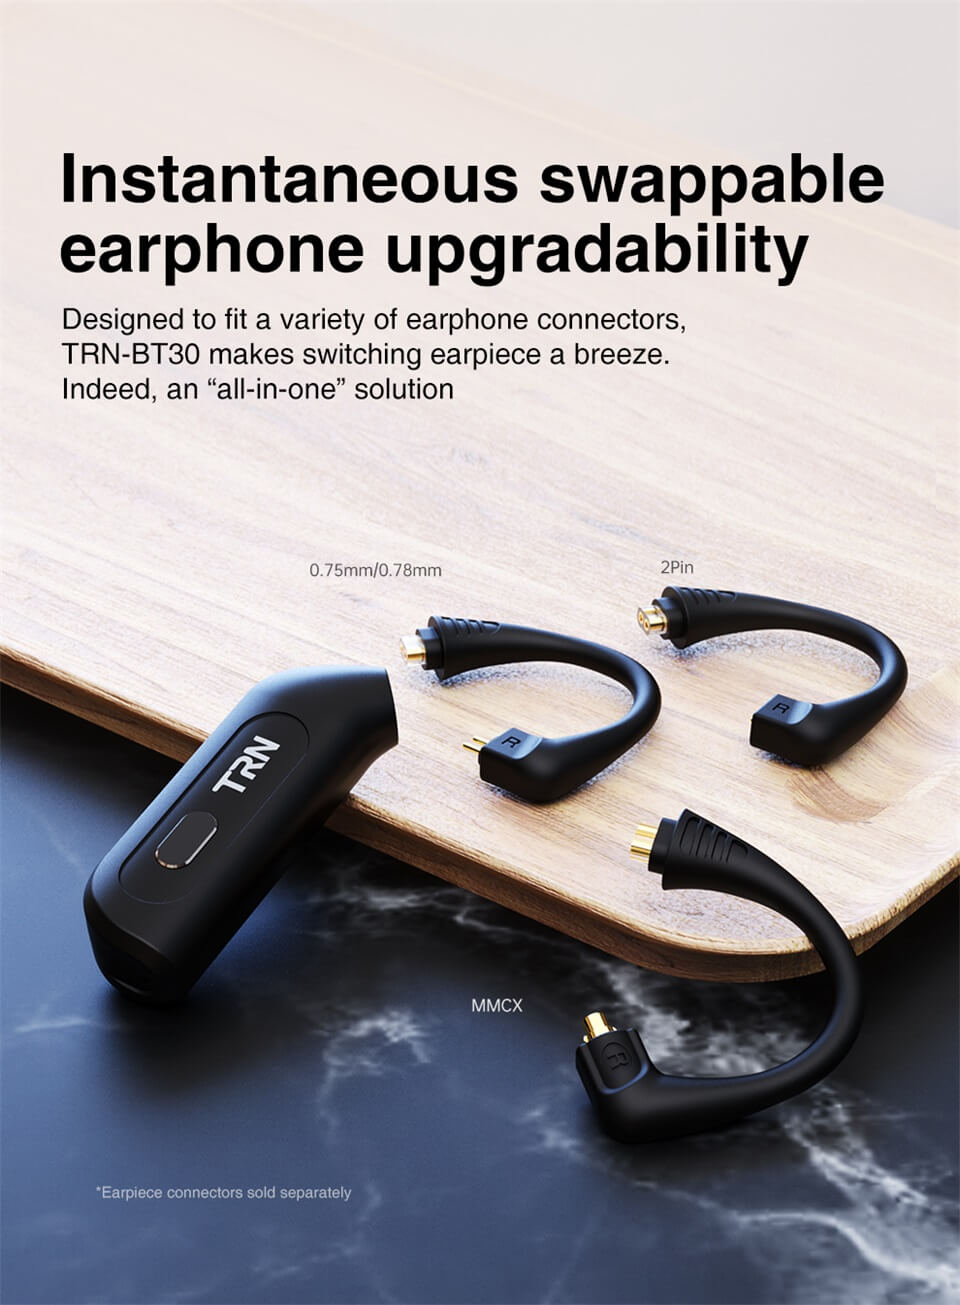 Instantaneous swappable
earphone upgradability
Designed to fit a variety of earphone connectors,
TRN-BT30 makes switching earpiece a breeze.
Indeed, an “all-in-one” solution
0.75mm/0.78mm
2Pin
R
R
TRN
MMCX
R
*Earpiece connectors sold separately